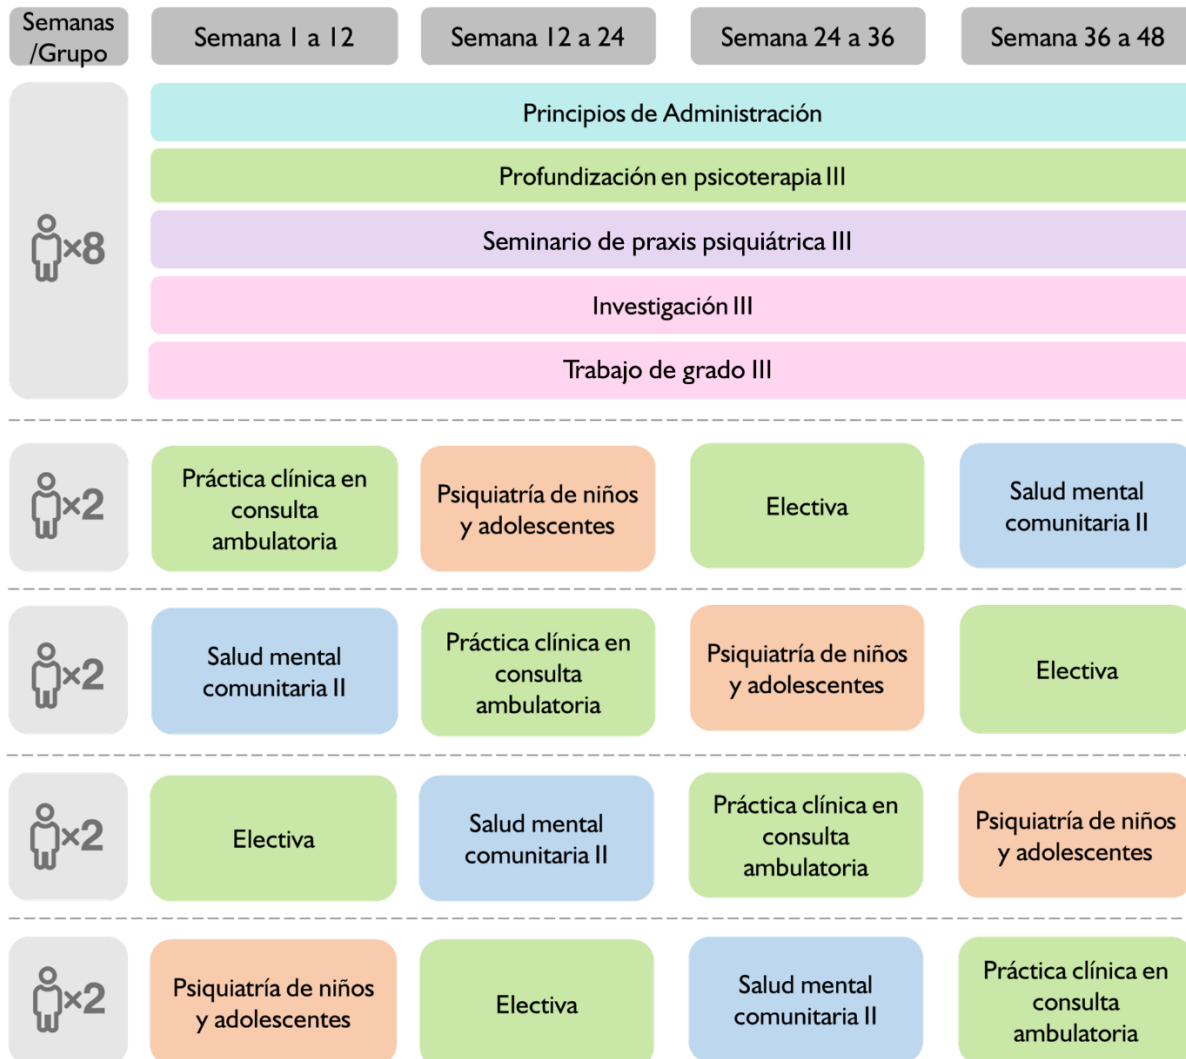 Semanas
/Grupo
Semana 1 a 12
Semana 12 a 24
Semana 24 a 36
Semana 36 a 48
×8
Principios de Administración
Profundización en psicoterapia III
Seminario de praxis psiquiátrica III
Investigación III
Trabajo de grado III
×2
Práctica clínica en
consulta
ambulatoria
Psiquiatría de niños
y adolescentes
Electiva
Salud mental
comunitaria II
×2
Salud mental
comunitaria II
Práctica clínica en
consulta
ambulatoria
Psiquiatría de niños
y adolescentes
Electiva
×2
Electiva
Salud mental
comunitaria II
Práctica clínica en
consulta
ambulatoria
Psiquiatría de niños
y adolescentes
×2
Psiquiatría de niños
y adolescentes
Electiva
Salud mental
comunitaria II
Práctica clínica en
consulta
ambulatoria